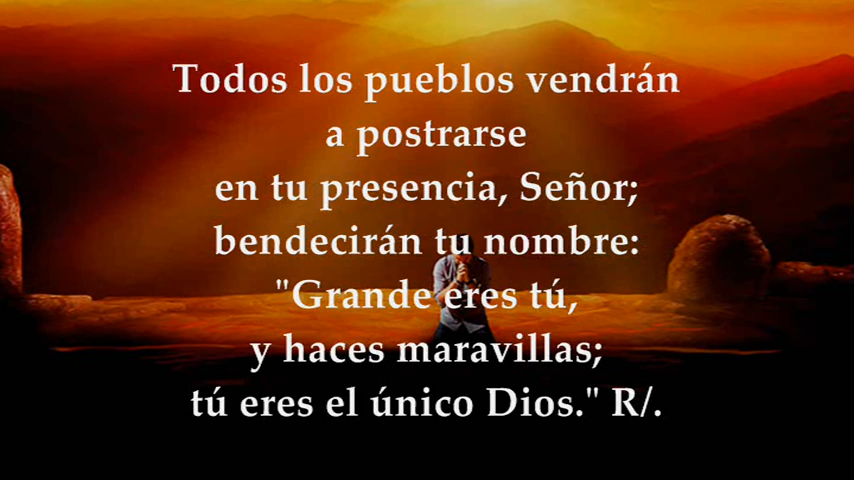 Todos los pueblos vendrán
a postrarse
en tu presencia, Señor;
bendecirán tu nombre:
"Grande eres tú,
y haces maravillas;
tú eres el único Dios." R/.